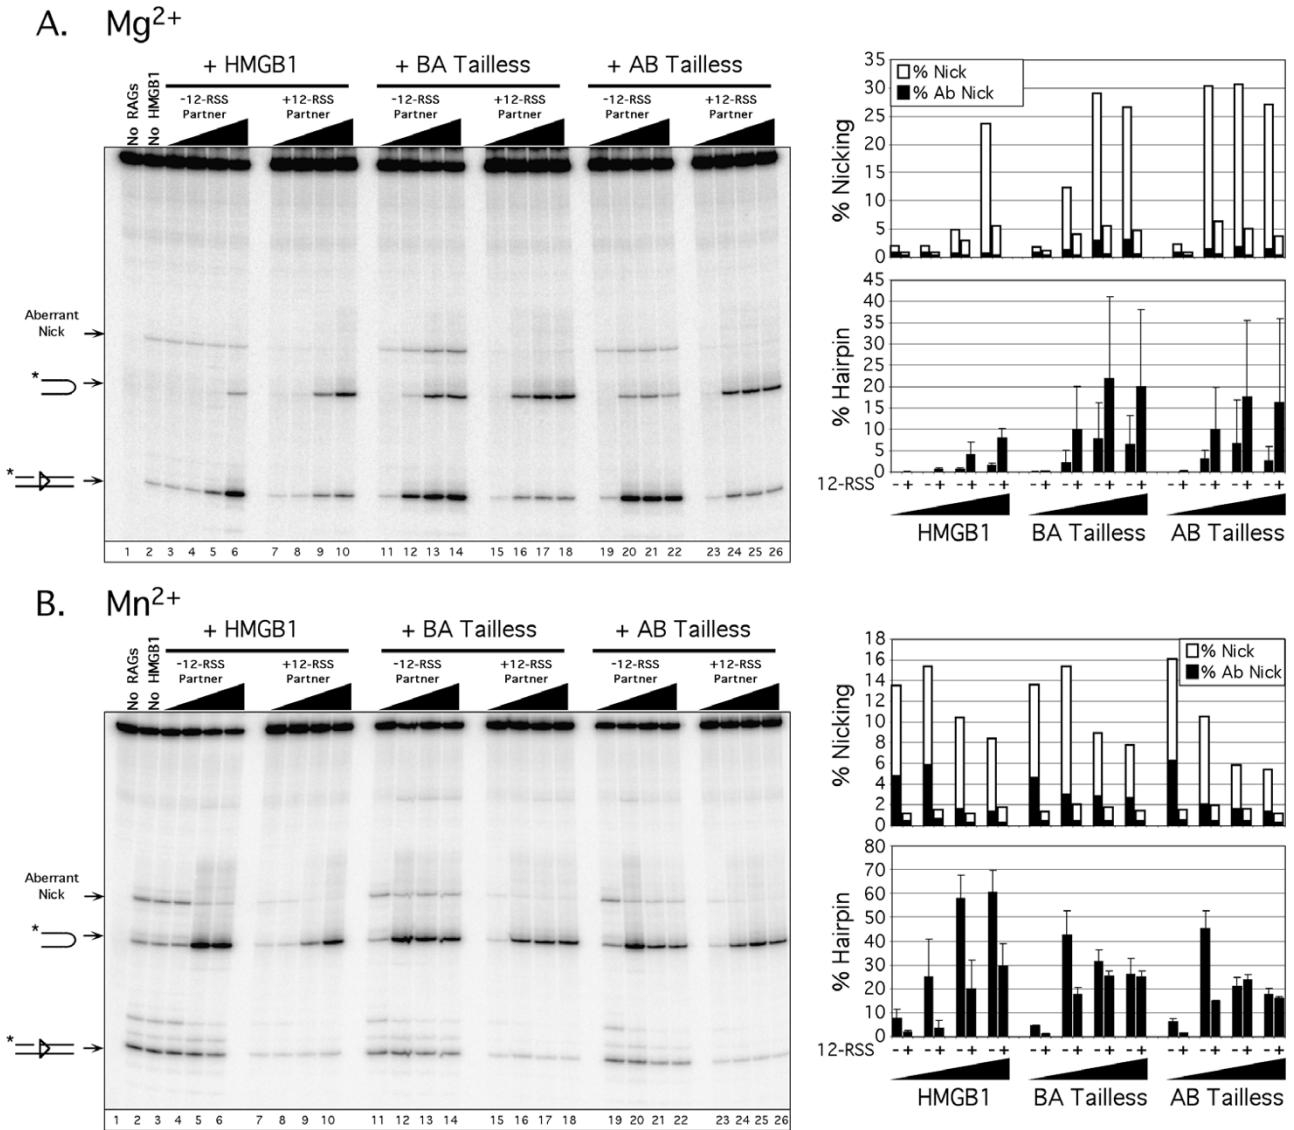 A. Mg2+
+ HMGB1
+ BA Tailless
+ AB Tailless
No RAGs
No HMGB1
-12-RSS Partner
+12-RSS Partner
-12-RSS Partner
+12-RSS Partner
-12-RSS Partner
+12-RSS Partner
Aberrant
Nick
*
*
1 2 3 4 5 6 7 8 9 10 11 12 13 14 15 16 17 18 19 20 21 22 23 24 25 26
% Nicking
35
30
25
20
15
10
5
0
% Nick
% Ab Nick
% Hairpin
45
40
35
30
25
20
15
10
5
0
12-RSS - + - + - + - + - + - + - + - + - + - + - + - +
HMGB1 BA Tailless AB Tailless
B. Mn2+
+ HMGB1
+ BA Tailless
+ AB Tailless
No RAGs
No HMGB1
-12-RSS Partner
+12-RSS Partner
-12-RSS Partner
+12-RSS Partner
-12-RSS Partner
+12-RSS Partner
Aberrant
Nick
*
*
1 2 3 4 5 6 7 8 9 10 11 12 13 14 15 16 17 18 19 20 21 22 23 24 25 26
% Nicking
18
16
14
12
10
8
6
4
2
0
% Nick
% Ab Nick
% Hairpin
80
70
60
50
40
30
20
10
0
12-RSS - + - + - + - + - + - + - + - + - + - + - + - +
HMGB1 BA Tailless AB Tailless